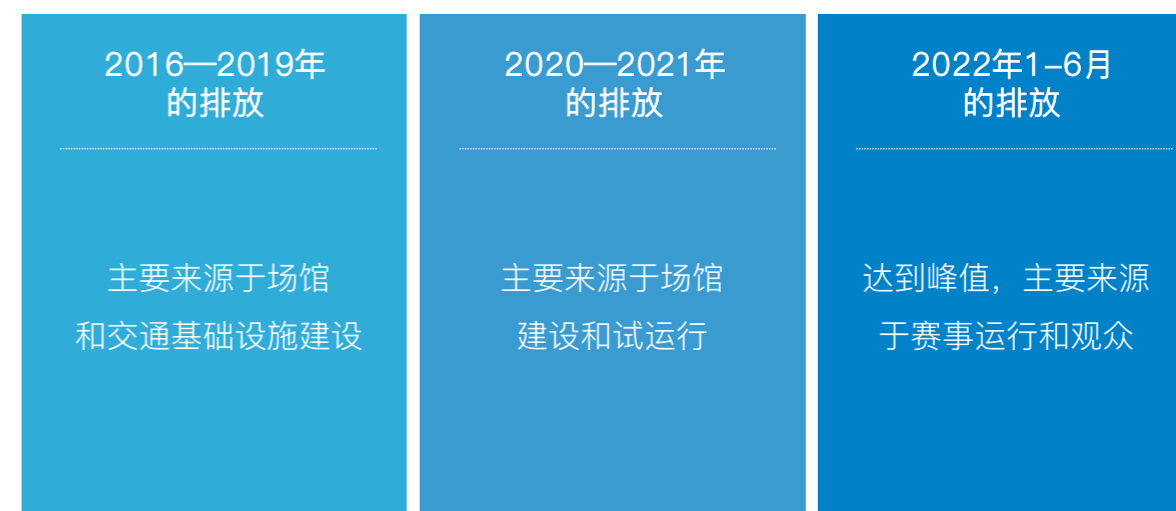 2016—2019年
的排放
主要来源于场馆
和交通基础设施建设
2020—2021年
的排放
主要来源于场馆
建设和试运行
2022年1-6月
的排放
达到峰值，主要来源
于赛事运行和观众